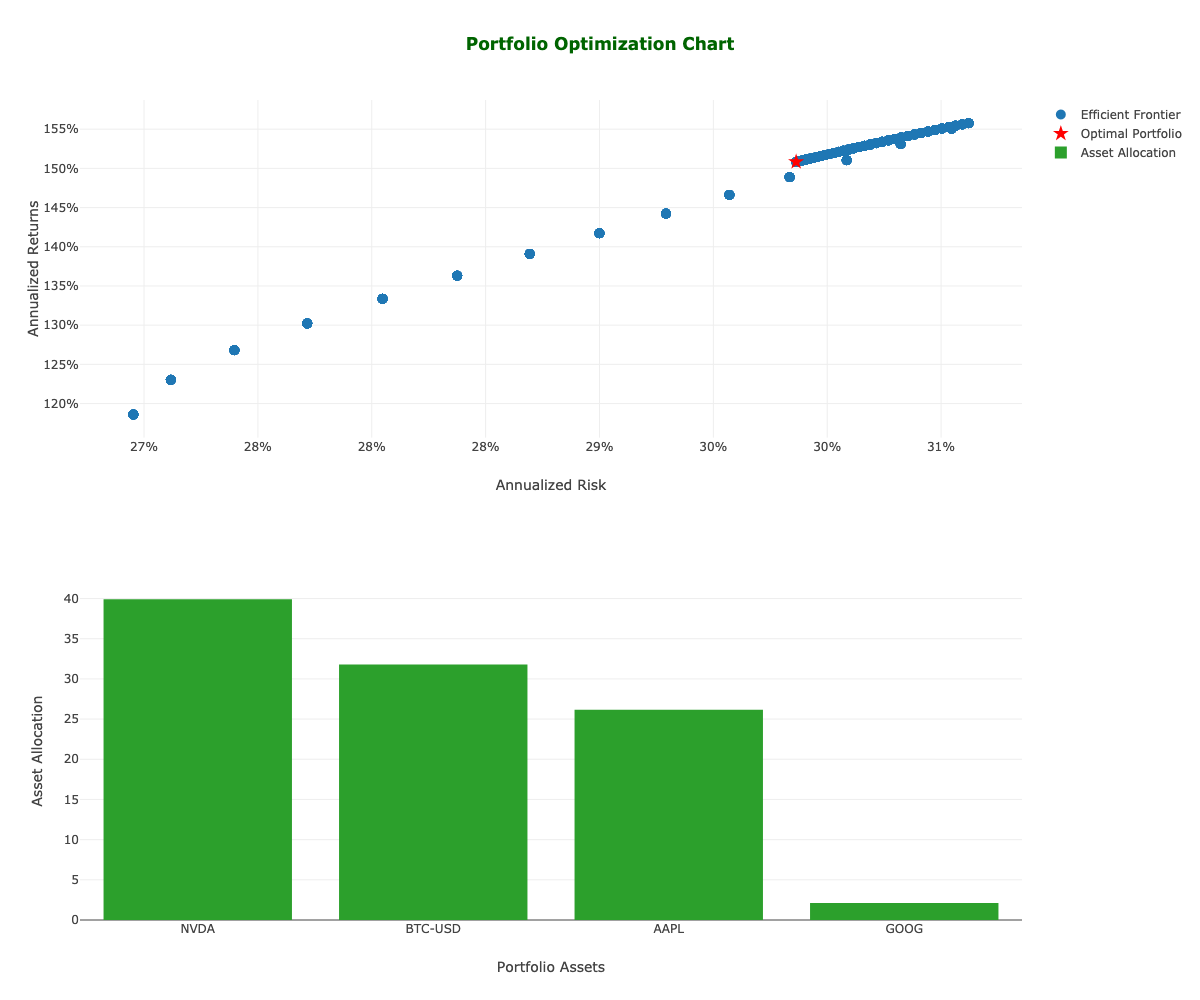 Portfolio Optimization Chart
Efficient Frontier
Optimal Portfolio
Asset Allocation
Annualized Returns
155%
150%
145%
140%
135%
130%
125%
120%
27% 28% 28% 28% 29% 30% 30% 31%
Annualized Risk
Asset Allocation
40
35
30
25
20
15
10
5
0
NVDA BTC-USD AAPL GOOG
Portfolio Assets